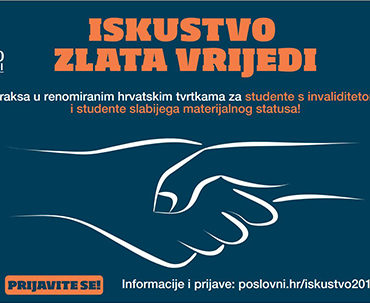 ISKUSTVO
ZLATA VRIJEDI
raksa u renomiranim hrvatskim tvrtkama za studente s invaliditeto
i studente slabijega materijalnog statusa!
PRIJAVITE SE!
Informacije i prijave: poslovni.hr/iskustvo201